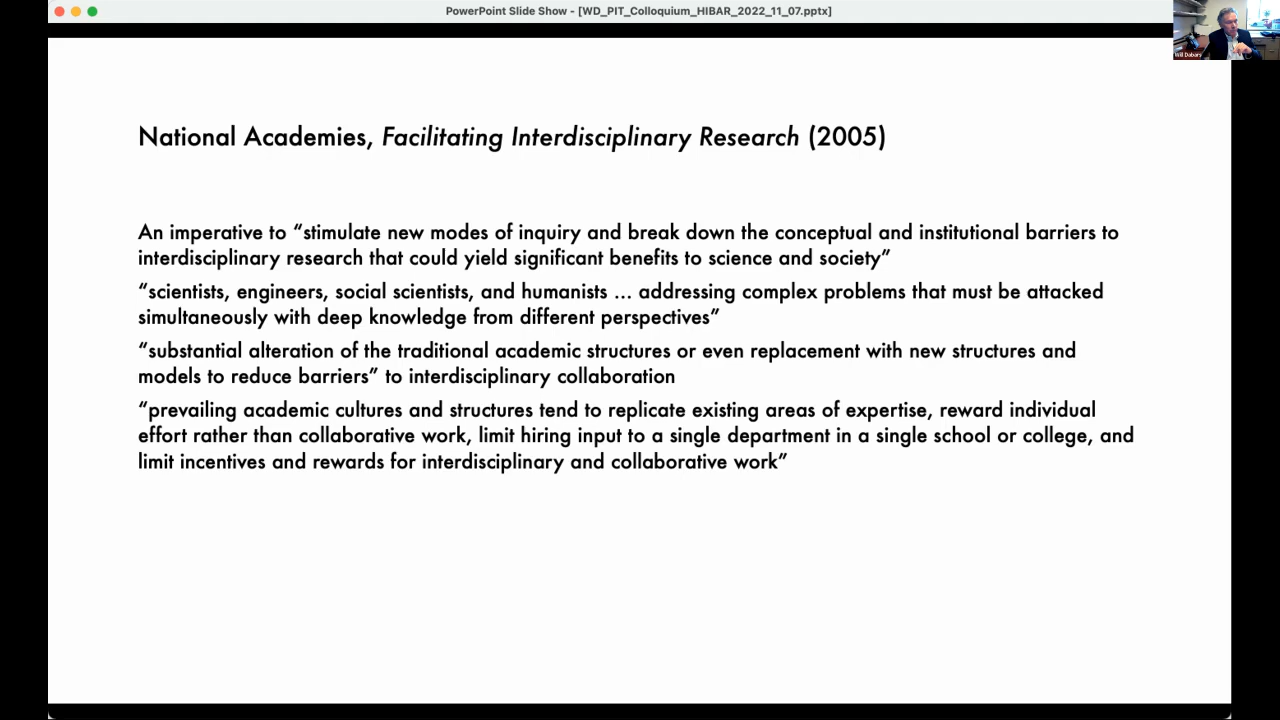 PowerPoint Slide Show - [WD_PIT_Colloquium_HIBAR_2022_11_07.pptx]
Will Dabars
National Academies, Facilitating Interdisciplinary Research (2005)
An imperative to “stimulate new modes of inquiry and break down the conceptual and institutional barriers to
interdisciplinary research that could yield significant benefits to science and society”
“scientists, engineers, social scientists, and humanists … addressing complex problems that must be attacked
simultaneously with deep knowledge from different perspectives”
“substantial alteration of the traditional academic structures or even replacement with new structures and
models to reduce barriers” to interdisciplinary collaboration
“prevailing academic cultures and structures tend to replicate existing areas of expertise, reward individual
effort rather than collaborative work, limit hiring input to a single department in a single school or college, and
limit incentives and rewards for interdisciplinary and collaborative work”